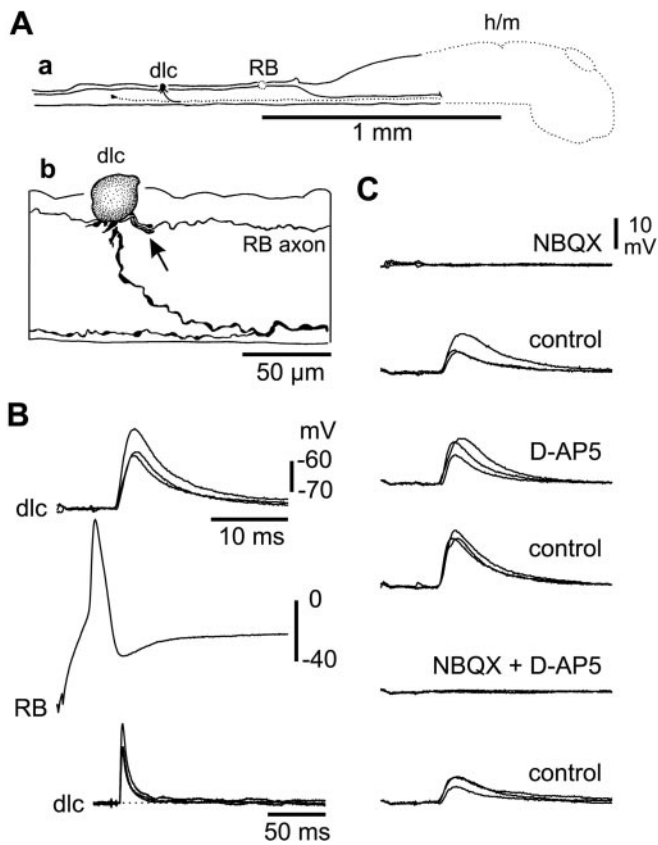 A
a
dlc
RB
h/m
1 mm
b
dlc
RB axon
50 µm
B
mV
-60
-70
dlc
10 ms
0
-40
RB
dlc
50 ms
C
10
mV
NBQX
control
D-AP5
control
NBQX + D-AP5
control